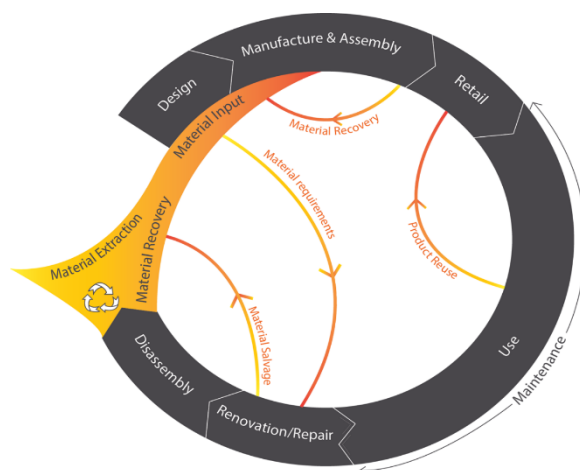 Design
Manufacture & Assembly
Retail
Material Input
Material Recovery
Material requirements
Product Reuse
Material Extraction
Material Recovery
Material Salvage
Use
Maintenance
Disassembly
Renovation/Repair